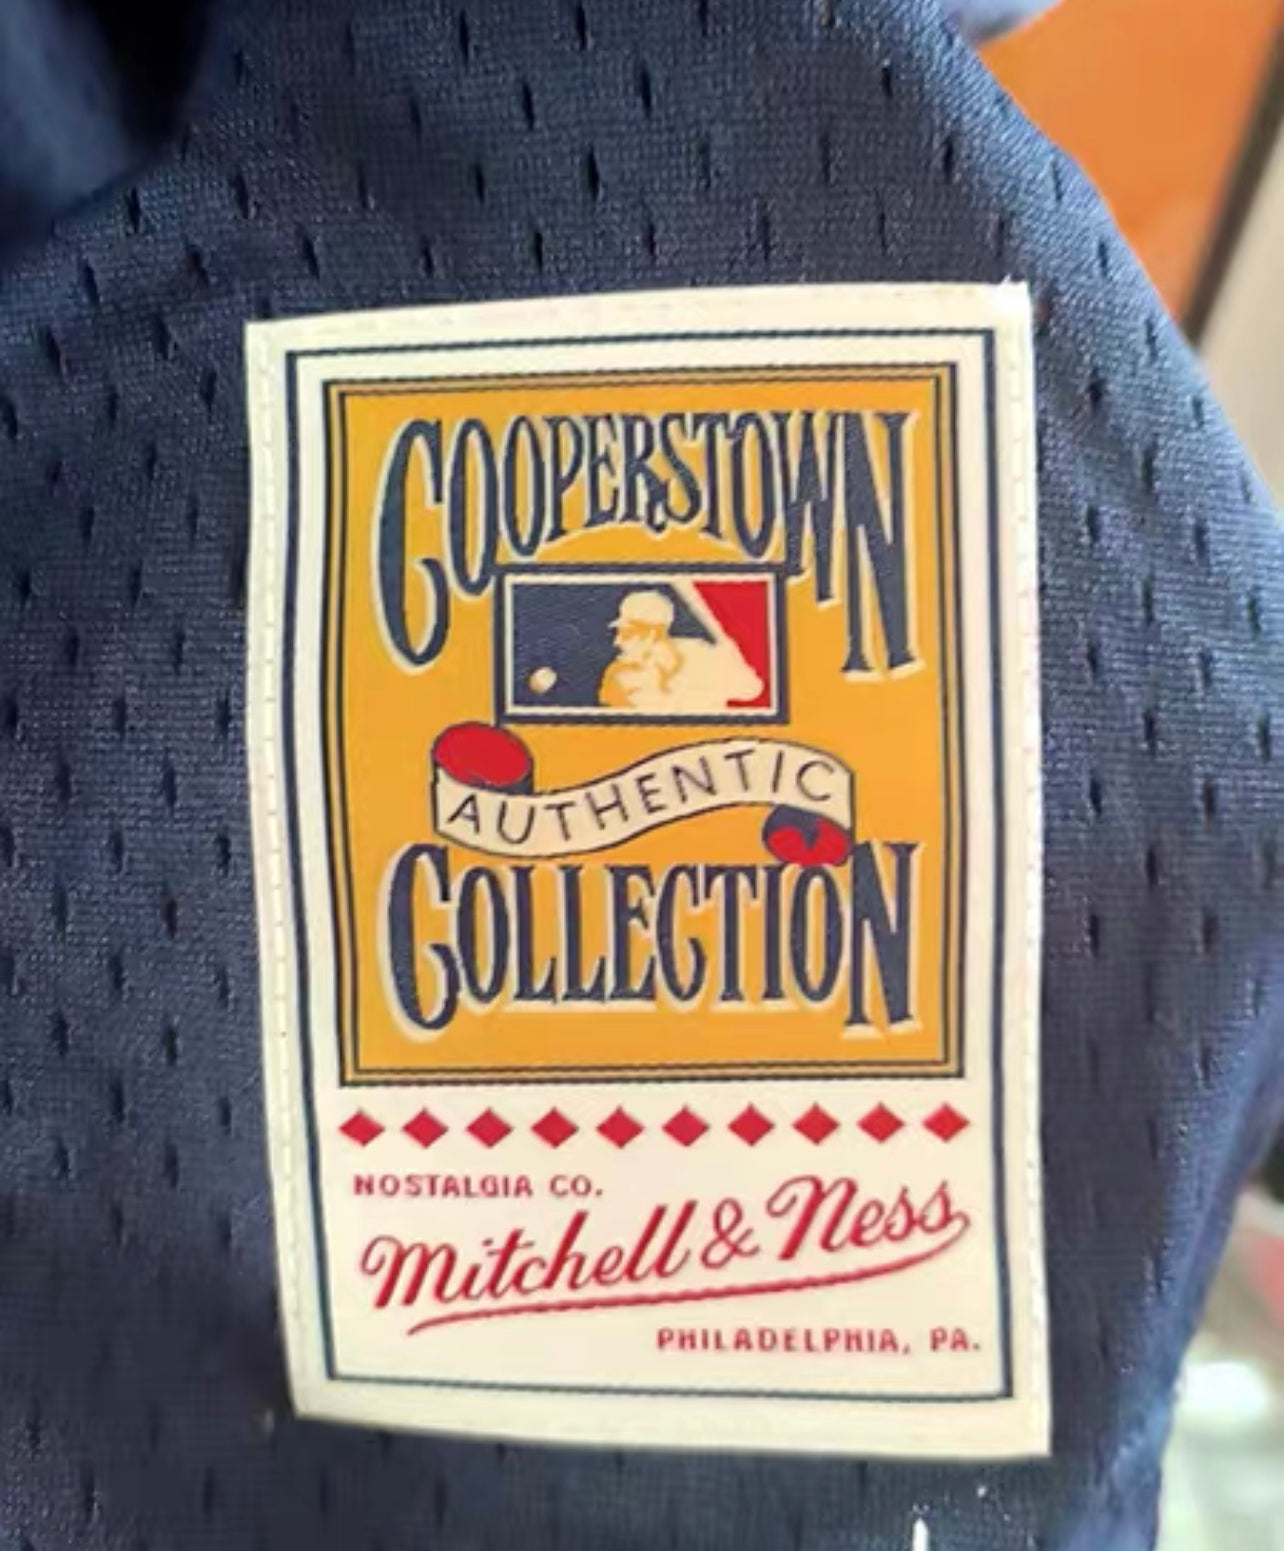 COOPERSTOWN
AUTHENTIC
COLLECTION
NOSTALGIA CO.
Mitchell & Ness
PHILADELPHIA, PA.